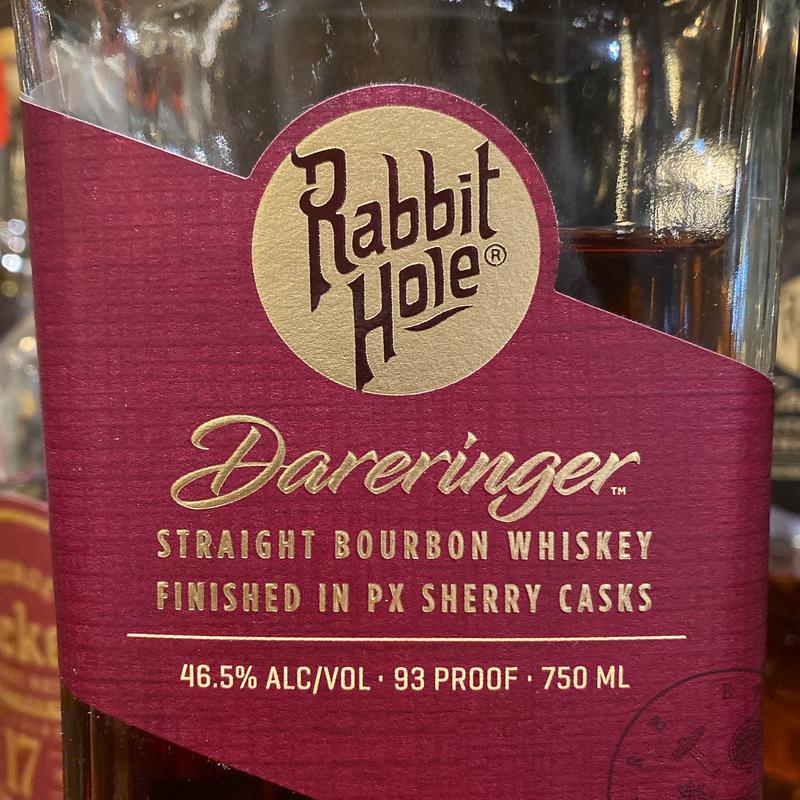 Rabbit
Hole®
Dareringer™
STRAIGHT BOURBON WHISKEY
FINISHED IN PX SHERRY CASKS
46.5% ALC/VOL · 93 PROOF · 750 ML
17